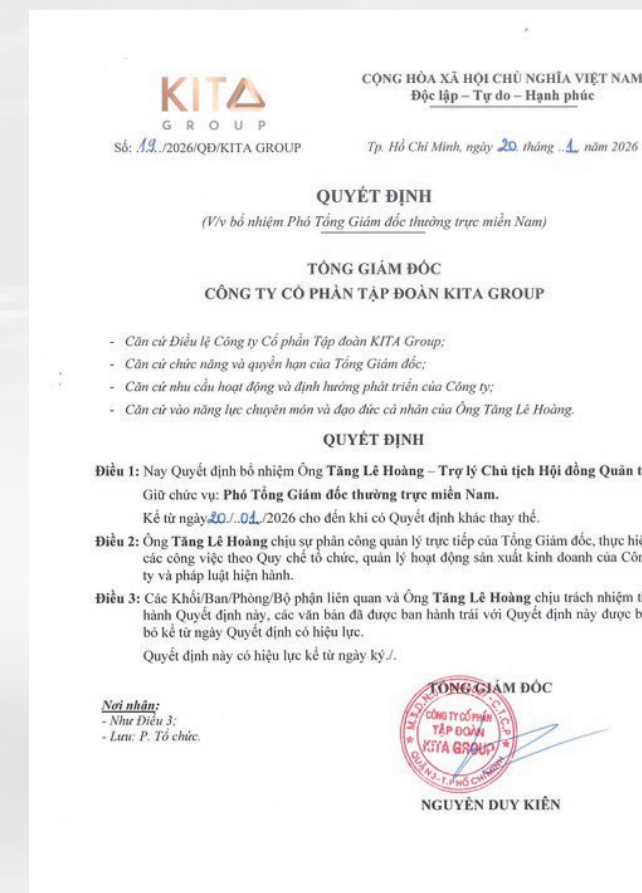 KITA
GROUP
Số: 19../2026/QĐ/KITA GROUP
CỘNG HÒA XÃ HỘI CHỦ NGHĨA VIỆT NAM
Độc lập – Tự do – Hạnh phúc
Tp. Hồ Chí Minh, ngày 20 tháng ..1. năm 2026
QUYẾT ĐỊNH
(V/v bổ nhiệm Phó Tổng Giám đốc thường trực miền Nam)
TỔNG GIÁM ĐỐC
CÔNG TY CỔ PHẦN TẬP ĐOÀN KITA GROUP
- Căn cứ Điều lệ Công ty Cổ phần Tập đoàn KITA Group;
- Căn cứ chức năng và quyền hạn của Tổng Giám đốc;
- Căn cứ nhu cầu hoạt động và định hướng phát triển của Công ty;
- Căn cứ vào năng lực chuyên môn và đạo đức cá nhân của Ông Tăng Lê Hoàng.
QUYẾT ĐỊNH
Điều 1: Nay Quyết định bổ nhiệm Ông Tăng Lê Hoàng – Trợ lý Chủ tịch Hội đồng Quản t
Giữ chức vụ: Phó Tổng Giám đốc thường trực miền Nam.
Kể từ ngày 20./..01./2026 cho đến khi có Quyết định khác thay thế.
Điều 2: Ông Tăng Lê Hoàng chịu sự phân công quản lý trực tiếp của Tổng Giám đốc, thực hiệ
các công việc theo Quy chế tổ chức, quản lý hoạt động sản xuất kinh doanh của Côn
ty và pháp luật hiện hành.
Điều 3: Các Khối/Ban/Phòng/Bộ phận liên quan và Ông Tăng Lê Hoàng chịu trách nhiệm t
hành Quyết định này, các văn bản đã được ban hành trái với Quyết định này được b
bỏ kể từ ngày Quyết định có hiệu lực.
Quyết định này có hiệu lực kể từ ngày ký./.
Nơi nhận:
- Như Điều 3;
- Lưu: P. Tổ chức.
TỔNG GIÁM ĐỐC
CÔNG TY CỔ PHẦN
TẬP ĐOÀN
KITA GROUP
QUẬN 3 - T.PHỐ CHÍ MINH
NGUYỄN DUY KIÊN